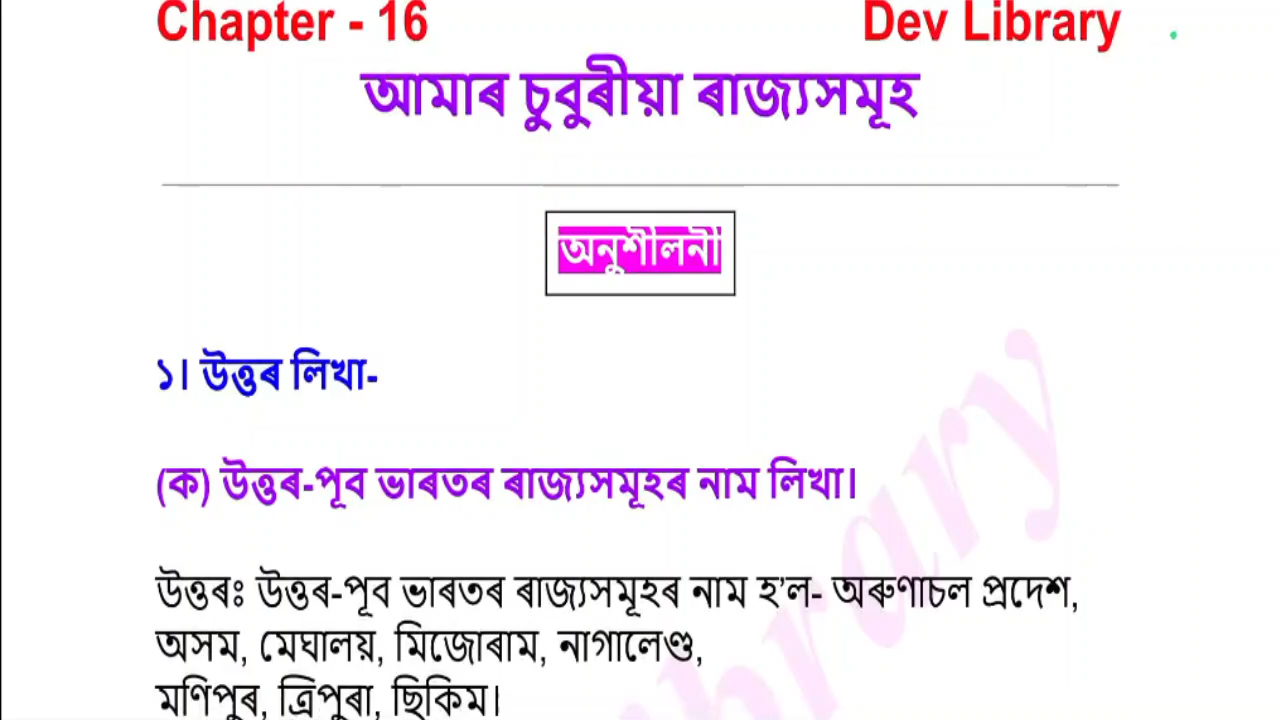 Chapter - 16 Dev Library
আমাৰ চুবুৰীয়া ৰাজ্যসমূহ
অনুশীলনী
১। উত্তৰ লিখা-
(ক) উত্তৰ-পূব ভাৰতৰ ৰাজ্যসমূহৰ নাম লিখা।
উত্তৰঃ উত্তৰ-পূব ভাৰতৰ ৰাজ্যসমূহৰ নাম হ'ল- অৰুণাচল প্ৰদেশ,
অসম, মেঘালয়, মিজোৰাম, নাগালেণ্ড,
মণিপুৰ, ত্ৰিপুৰা, ছিকিম।